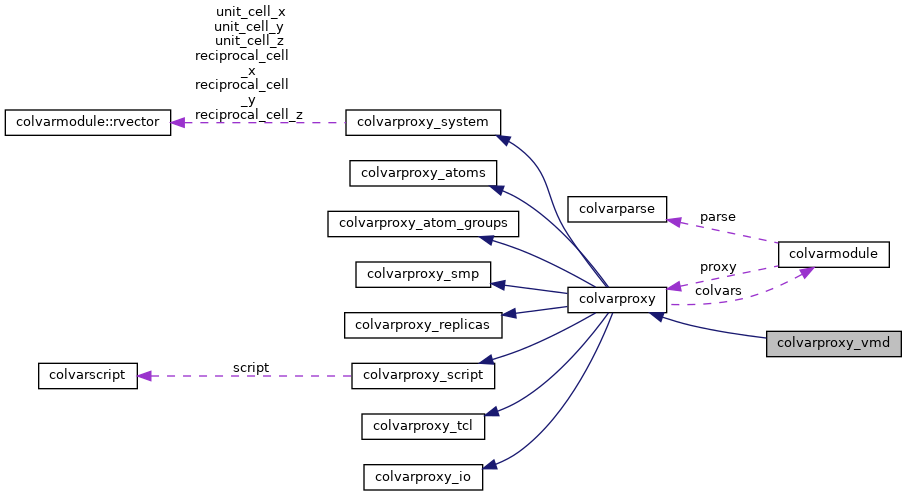 unit_cell_x
unit_cell_y
unit_cell_z
reciprocal_cell
_x
reciprocal_cell
_y
reciprocal_cell_z
colvarmodule::rvector
colvarproxy_system
colvarproxy_atoms
colvarparse
parse
colvarproxy_atom_groups
colvarmodule
proxy
colvarproxy_smp
colvars
colvarproxy
colvarproxy_replicas
colvarproxy_vmd
script
colvarscript
colvarproxy_script
colvarproxy_tcl
colvarproxy_io